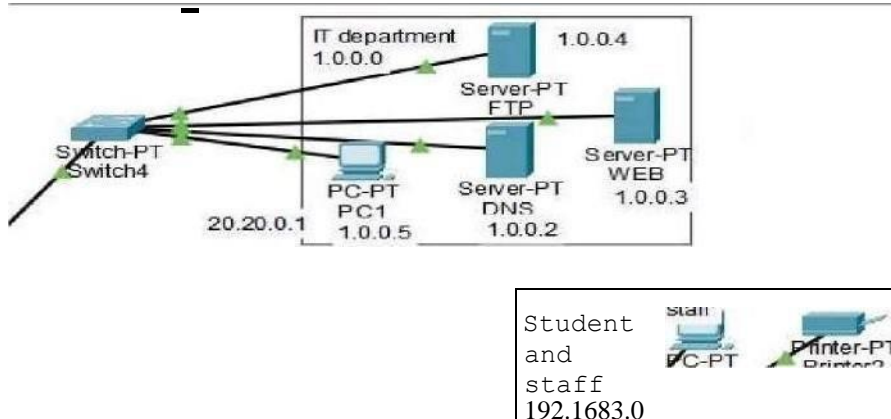 IT department
1.0.0.0
1.0.0.4
Server-PT
FTP
Switch-PT
Switch4
Server-PT
WEB
1.0.0.3
PC-PT
PC1
1.0.0.5
Server-PT
DNS
1.0.0.2
20.20.0.1
Student
and
staff
192.1683.0
staff
PC-PT
Printer-PT
Printer2